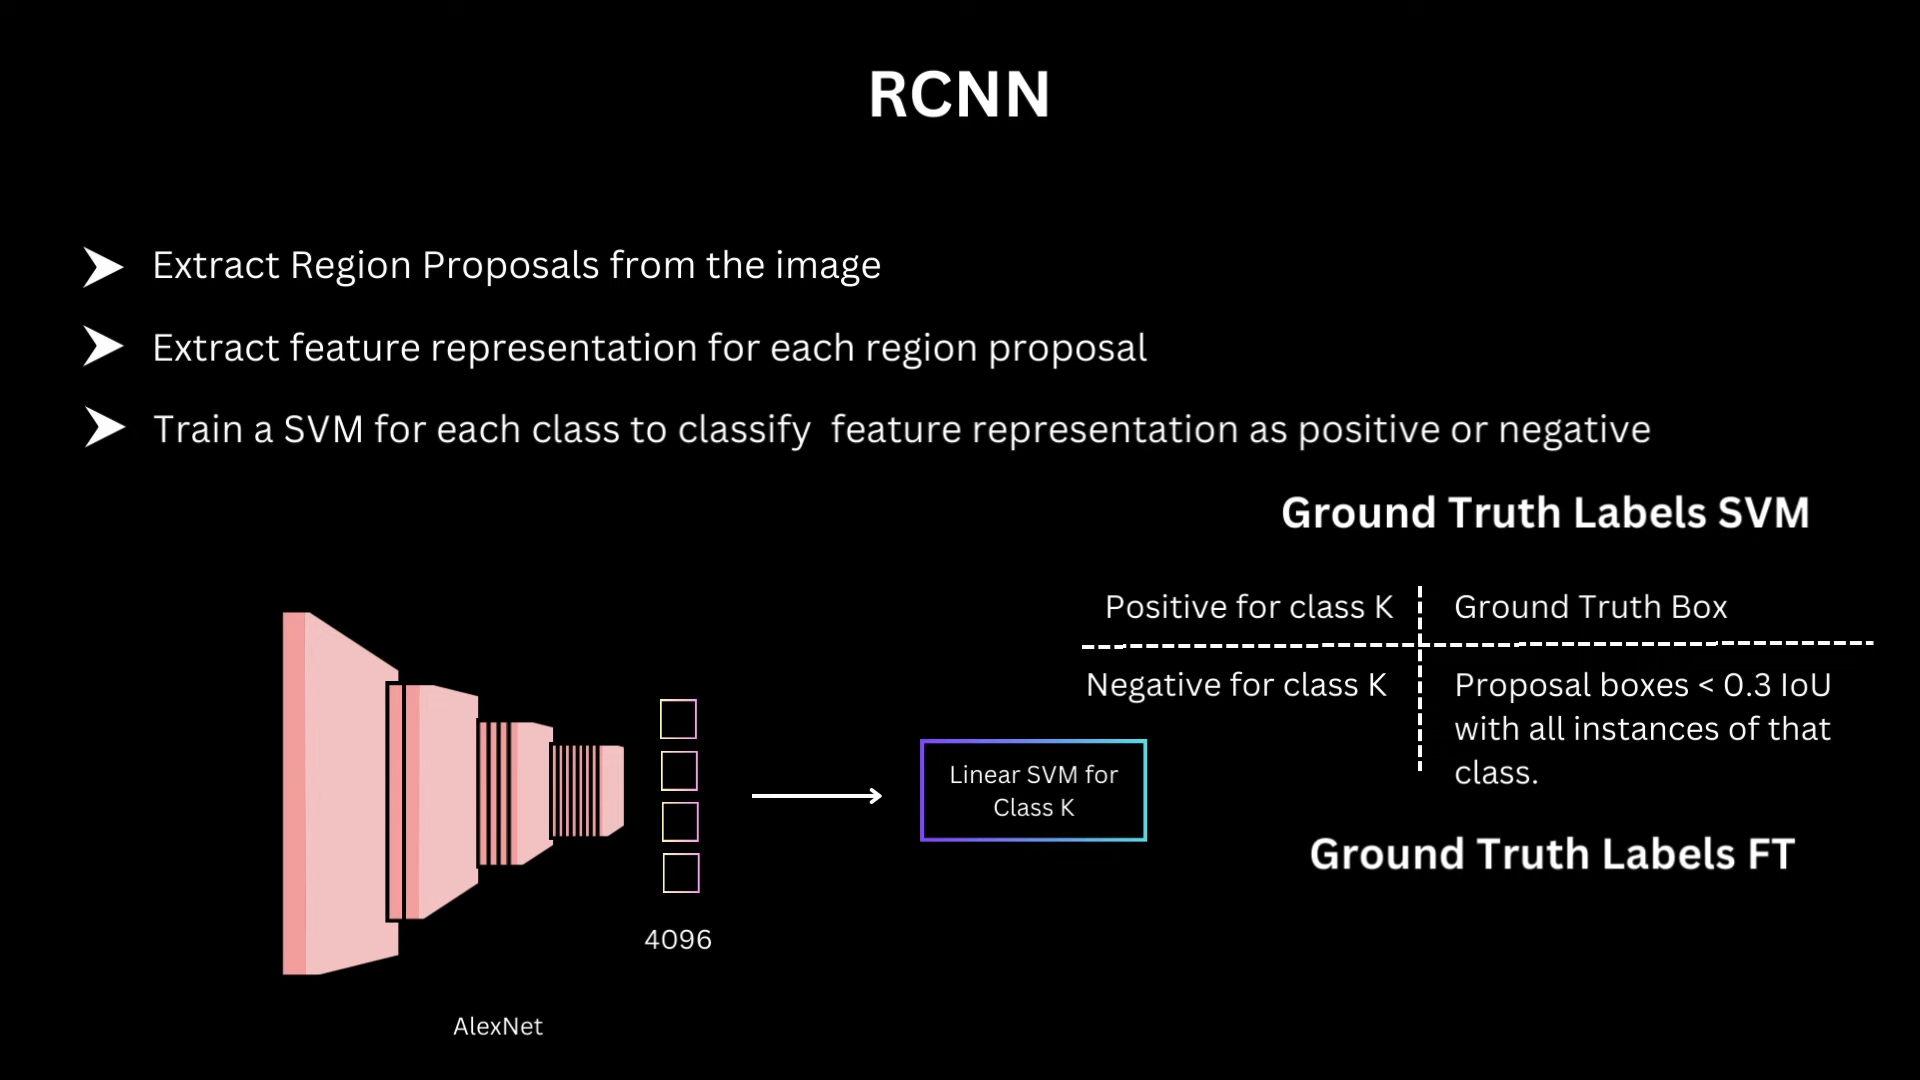 RCNN
Extract Region Proposals from the image
Extract feature representation for each region proposal
Train a SVM for each class to classify feature representation as positive or negative
Ground Truth Labels SVM
Positive for class K
Ground Truth Box
Negative for class K
Proposal boxes < 0.3 IoU
with all instances of that
class.
Linear SVM for
Class K
Ground Truth Labels FT
4096
AlexNet